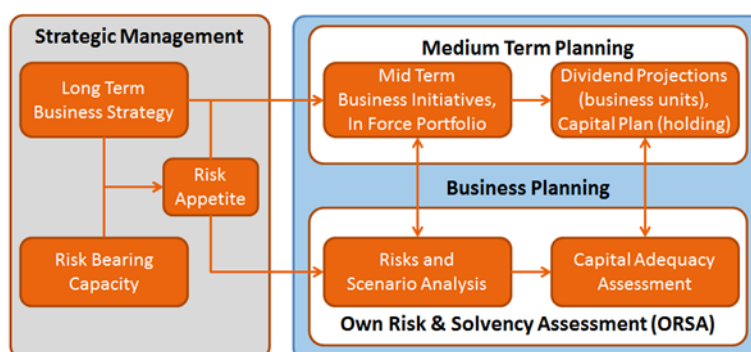 Strategic Management
Long Term
Business Strategy
Risk
Appetite
Risk Bearing
Capacity
Medium Term Planning
Mid Term
Business Initiatives,
In Force Portfolio
Dividend Projections
(business units),
Capital Plan (holding)
Business Planning
Risks and
Scenario Analysis
Capital Adequacy
Assessment
Own Risk & Solvency Assessment (ORSA)